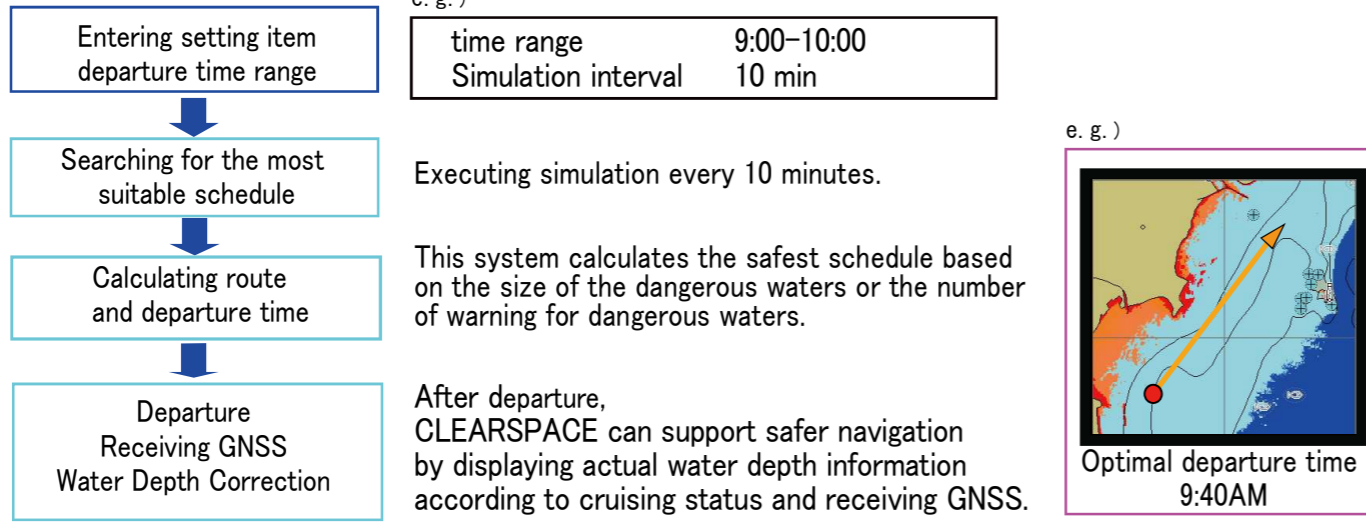 Entering setting item
departure time range
e. g. )
time range 9:00-10:00
Simulation interval 10 min
Searching for the most
suitable schedule
Executing simulation every 10 minutes.
Calculating route
and departure time
This system calculates the safest schedule based
on the size of the dangerous waters or the number
of warning for dangerous waters.
Departure
Receiving GNSS
Water Depth Correction
After departure,
CLEARSPACE can support safer navigation
by displaying actual water depth information
according to cruising status and receiving GNSS.
e. g. )
Optimal departure time
9:40AM